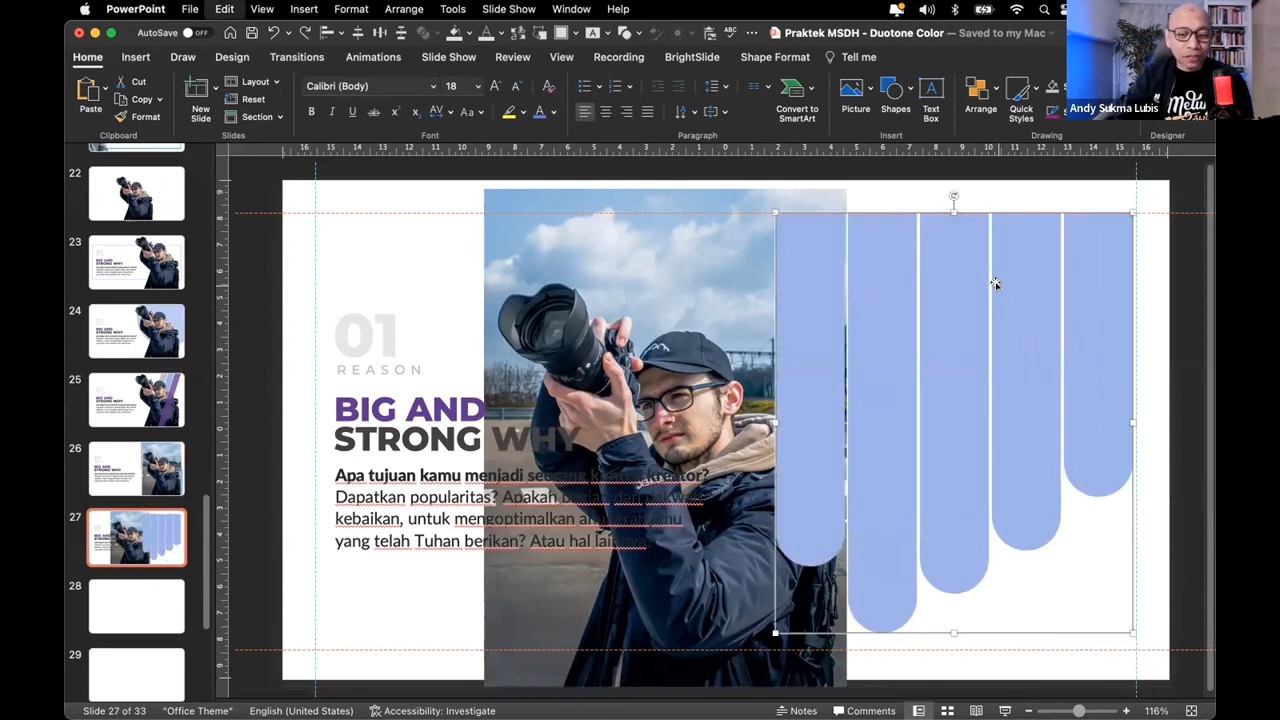 PowerPoint File Edit View Insert Format Arrange Tools Slide Show Window Help
AutoSave OFF
Praktek MSDH - Duotone Color — Saved to my Mac
Home Insert Draw Design Transitions Animations Slide Show Review View Recording BrightSlide Shape Format Tell me
Paste
Cut
Copy
Format
Clipboard
New Slide
Layout
Reset
Section
Slides
Calibri (Body) 18
Font
Paragraph
Convert to SmartArt
Picture
Shapes
Text Box
Insert
Arrange
Quick Styles
Drawing
Designer
Andy Sukma Lubis
22
23
24
25
26
27
28
29
01
REASON
BIG AND
STRONG WHY
Apa tujuan kamu menjadi
Dapatkan popularitas? Apakah
kebaikan, untuk mengoptimalkan
yang telah Tuhan berikan? Atau hal
Slide 27 of 33 "Office Theme" English (United States) Accessibility: Investigate
Notes Comments 116%